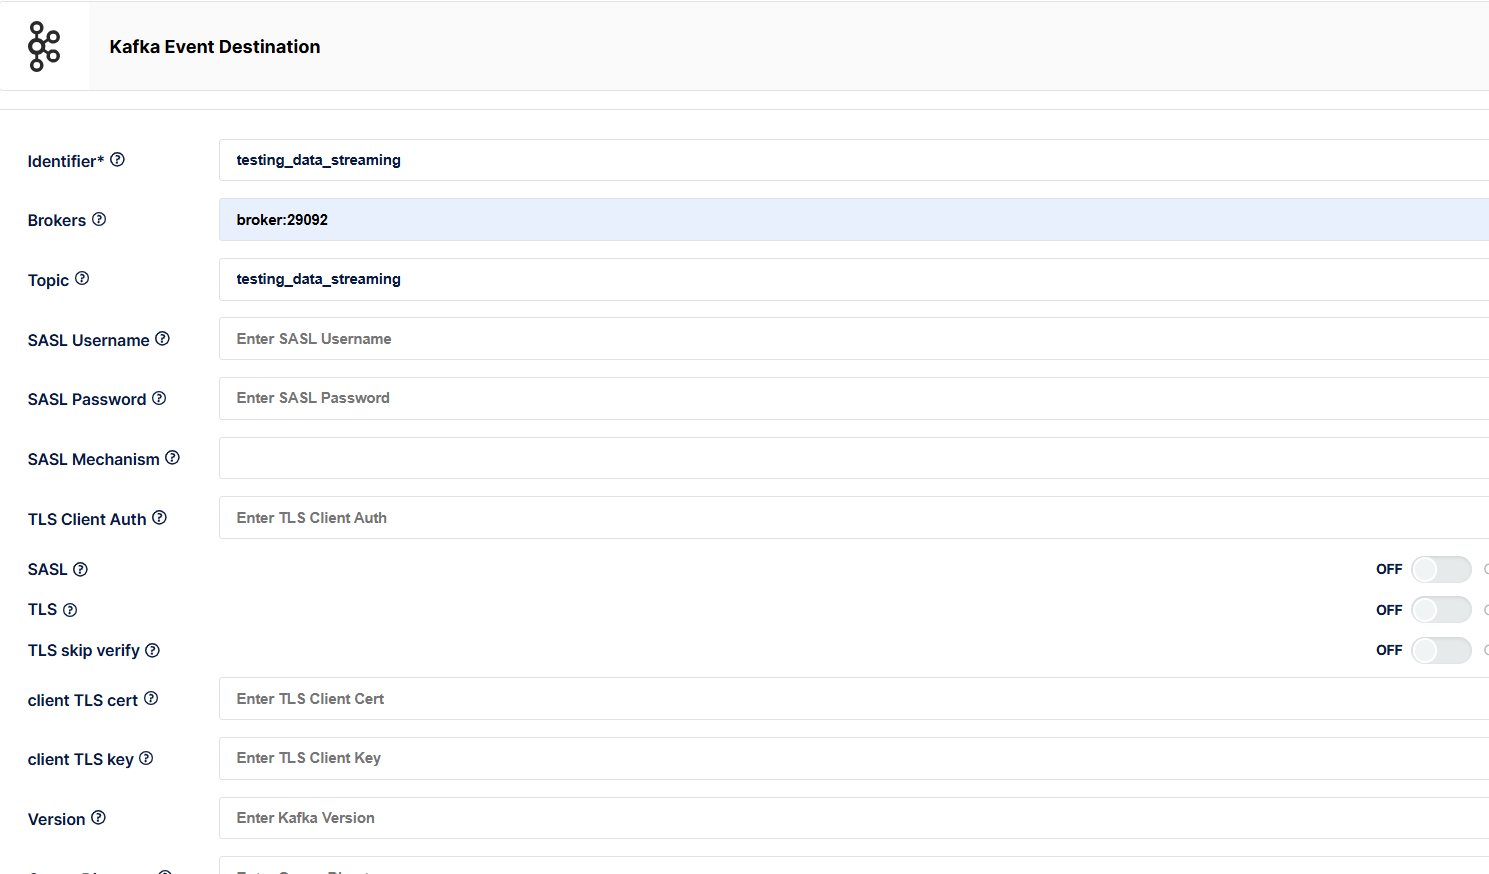 Kafka Event Destination
Identifier*
testing_data_streaming
Brokers
broker:29092
Topic
testing_data_streaming
SASL Username
Enter SASL Username
SASL Password
Enter SASL Password
SASL Mechanism
TLS Client Auth
Enter TLS Client Auth
SASL
OFF
TLS
OFF
TLS skip verify
OFF
client TLS cert
Enter TLS Client Cert
client TLS key
Enter TLS Client Key
Version
Enter Kafka Version